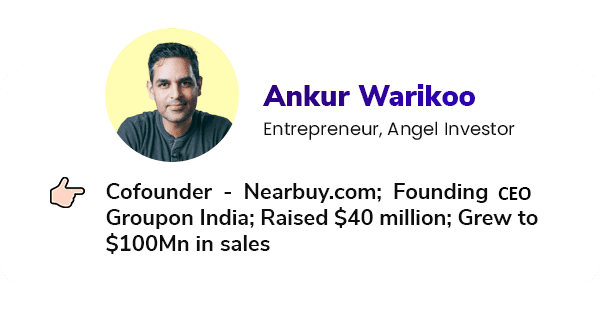 Ankur Warikoo
Entrepreneur, Angel Investor
Cofounder - Nearbuy.com; Founding CEO
Groupon India; Raised $40 million; Grew to
$100Mn in sales